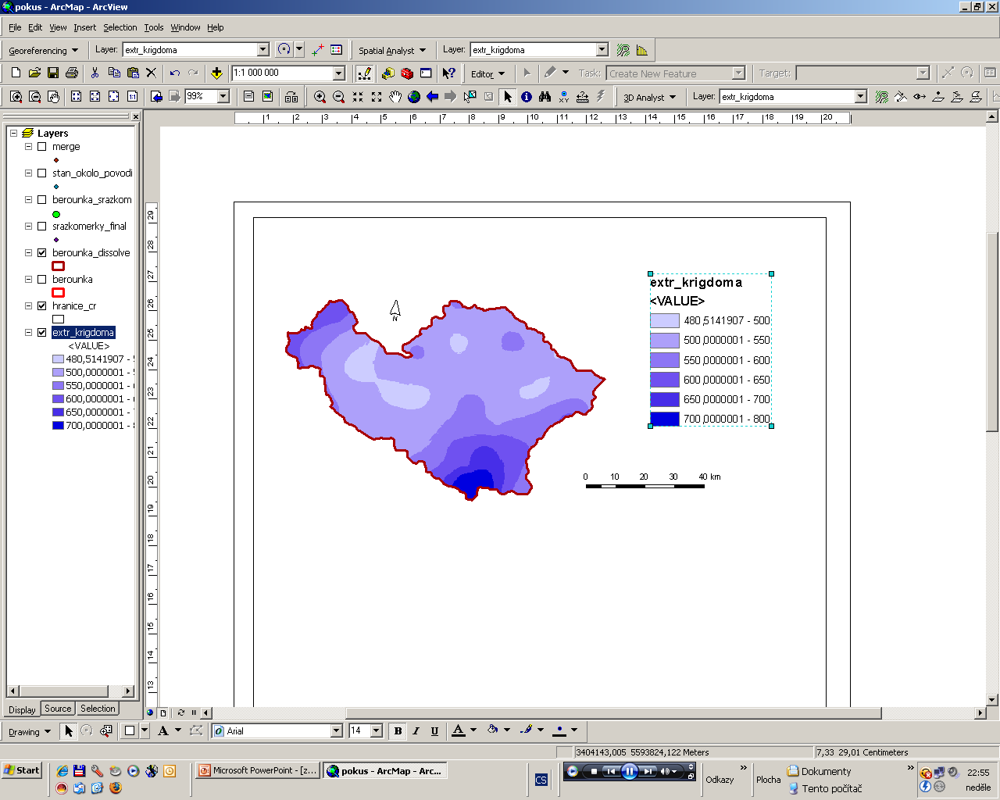 pokus - ArcMap - ArcView
File Edit View Insert Selection Tools Window Help
Georeferencing Layer: extr_krigdoma Spatial Analyst Layer: extr_krigdoma
1:1 000 000 Editor Task: Create New Feature Target:
1:1 99% 3D Analyst Layer: extr_krigdoma
Layers
merge
stan_okolo_povodi
berounka_srazkom
srazkomerky_final
berounka_dissolve
berounka
hranice_cr
extr_krigdoma
<VALUE>
480,5141907 -
500,0000001 -
550,0000001 -
600,0000001 -
650,0000001 -
700,0000001 -
Display Source Selection
1 2 3 4 5 6 7 8 9 10 11 12 13 14 15 16 17 18 19 20
29
28
27
26
25
24
23
22
21
20
19
18
17
16
15
14
13
N
extr_krigdoma
<VALUE>
480,5141907 - 500
500,0000001 - 550
550,0000001 - 600
600,0000001 - 650
650,0000001 - 700
700,0000001 - 800
0 10 20 30 40 km
Drawing A Arial 14 B I U A
3404143,005 5593824,122 Meters 7,33 29,01 Centimeters
Start Microsoft PowerPoint - [z... pokus - ArcMap - Arc... CS Odkazy Plocha Dokumenty
Tento počítač
22:55
neděle